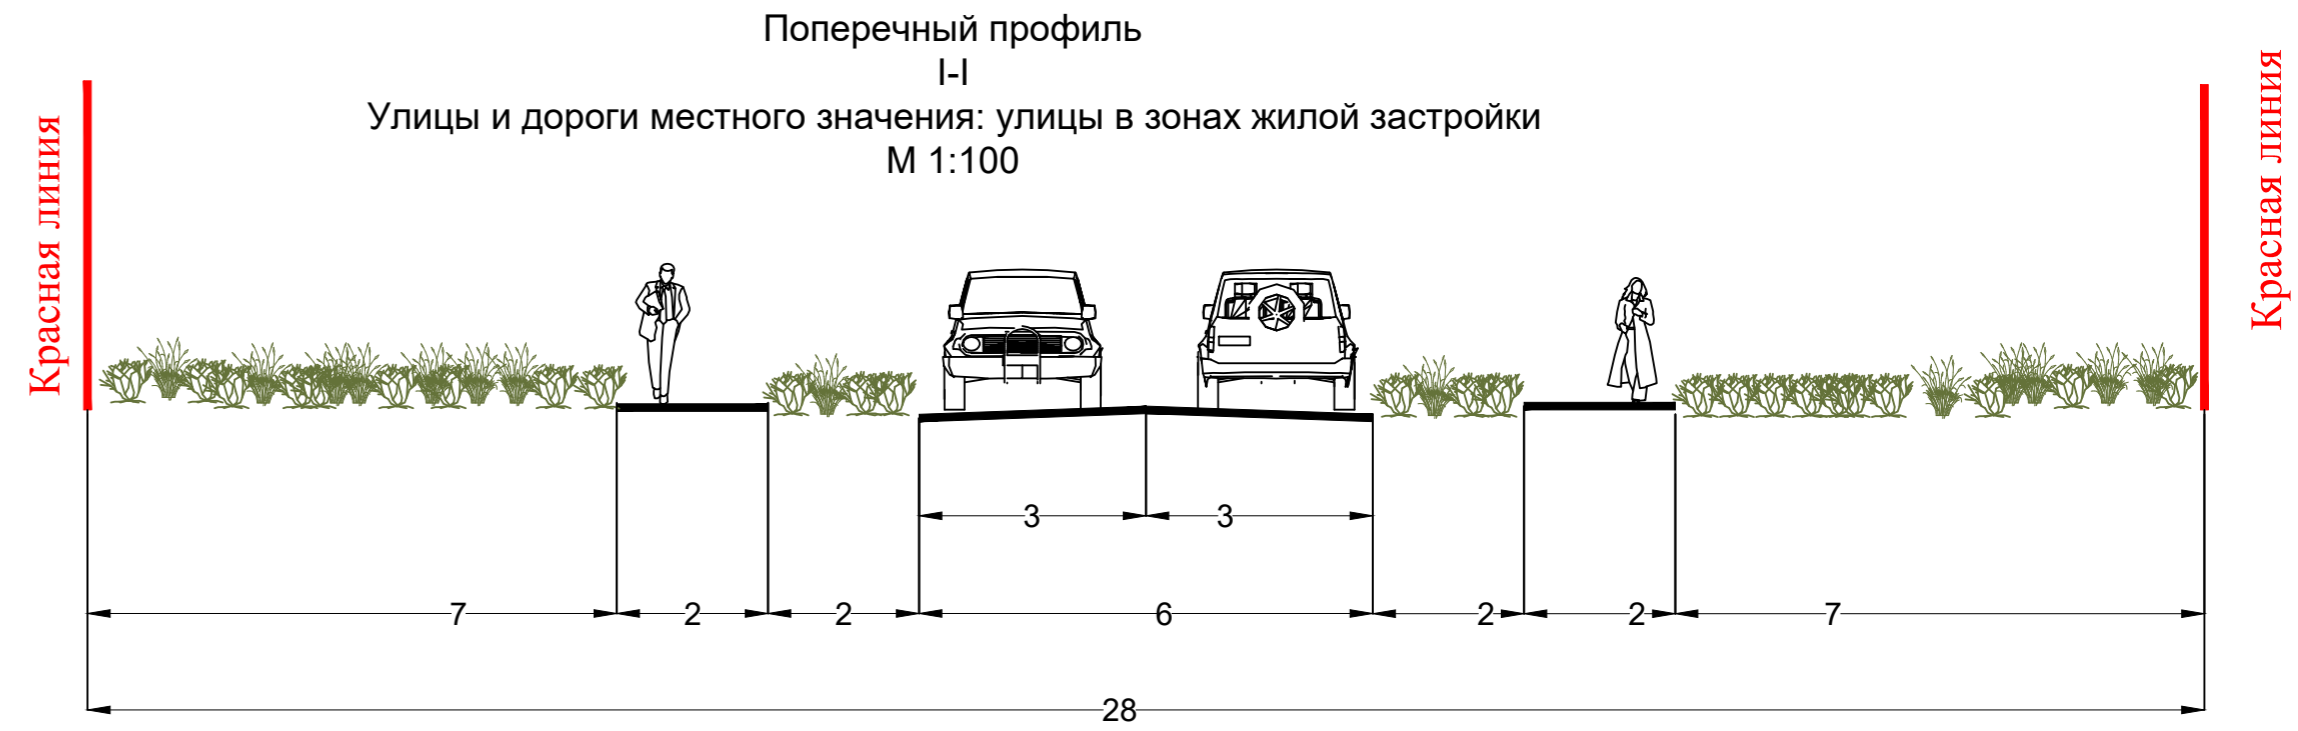 Поперечный профиль
I-I
Улицы и дороги местного значения: улицы в зонах жилой застройки
М 1:100
Красная линия
Красная линия
3 3
7 2 2 6 2 2 7
28